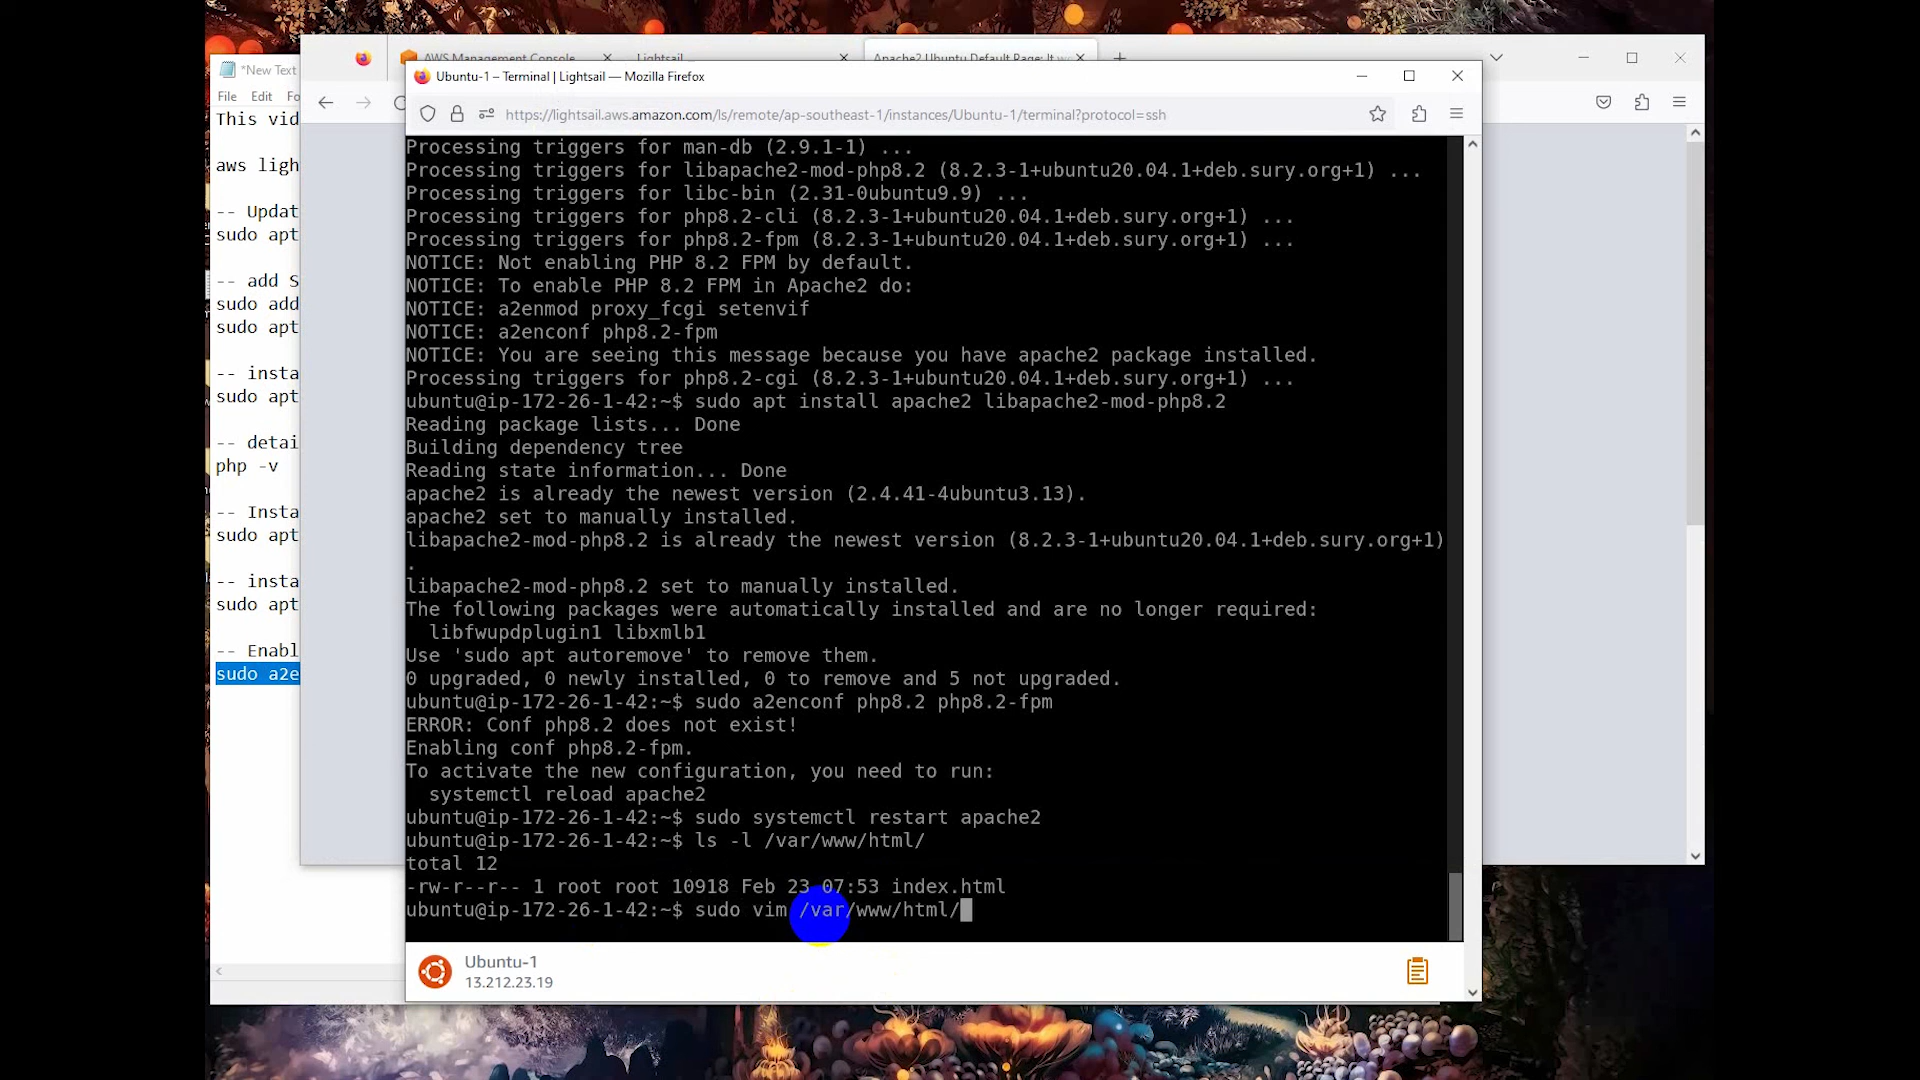 AWS Management Console
Lightsail
Apache2 Ubuntu Default Page: It wo
*New Text
File Edit Fo
This vid
aws ligh
-- Updat
sudo apt
-- add S
sudo add
sudo apt
-- insta
sudo apt
-- detai
php -v
-- Insta
sudo apt
-- insta
sudo apt
-- Enabl
sudo a2e
Ubuntu-1 – Terminal | Lightsail — Mozilla Firefox
https://lightsail.aws.amazon.com/ls/remote/ap-southeast-1/instances/Ubuntu-1/terminal?protocol=ssh
Processing triggers for man-db (2.9.1-1) ...
Processing triggers for libapache2-mod-php8.2 (8.2.3-1+ubuntu20.04.1+deb.sury.org+1) ...
Processing triggers for libc-bin (2.31-0ubuntu9.9) ...
Processing triggers for php8.2-cli (8.2.3-1+ubuntu20.04.1+deb.sury.org+1) ...
Processing triggers for php8.2-fpm (8.2.3-1+ubuntu20.04.1+deb.sury.org+1) ...
NOTICE: Not enabling PHP 8.2 FPM by default.
NOTICE: To enable PHP 8.2 FPM in Apache2 do:
NOTICE: a2enmod proxy_fcgi setenvif
NOTICE: a2enconf php8.2-fpm
NOTICE: You are seeing this message because you have apache2 package installed.
Processing triggers for php8.2-cgi (8.2.3-1+ubuntu20.04.1+deb.sury.org+1) ...
ubuntu@ip-172-26-1-42:~$ sudo apt install apache2 libapache2-mod-php8.2
Reading package lists... Done
Building dependency tree
Reading state information... Done
apache2 is already the newest version (2.4.41-4ubuntu3.13).
apache2 set to manually installed.
libapache2-mod-php8.2 is already the newest version (8.2.3-1+ubuntu20.04.1+deb.sury.org+1)
.
libapache2-mod-php8.2 set to manually installed.
The following packages were automatically installed and are no longer required:
libfwupdplugin1 libxmlb1
Use 'sudo apt autoremove' to remove them.
0 upgraded, 0 newly installed, 0 to remove and 5 not upgraded.
ubuntu@ip-172-26-1-42:~$ sudo a2enconf php8.2 php8.2-fpm
ERROR: Conf php8.2 does not exist!
Enabling conf php8.2-fpm.
To activate the new configuration, you need to run:
systemctl reload apache2
ubuntu@ip-172-26-1-42:~$ sudo systemctl restart apache2
ubuntu@ip-172-26-1-42:~$ ls -l /var/www/html/
total 12
-rw-r--r-- 1 root root 10918 Feb 23 07:53 index.html
ubuntu@ip-172-26-1-42:~$ sudo vim /var/www/html/
Ubuntu-1
13.212.23.19